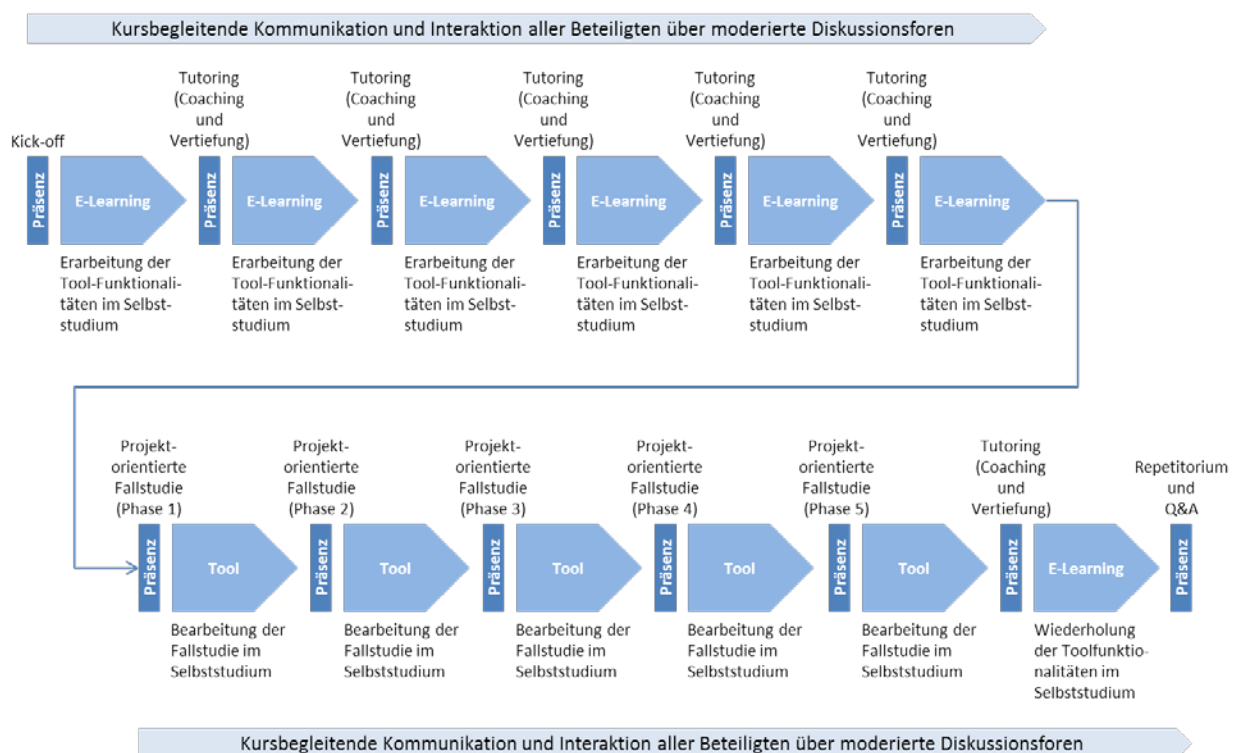 Kursbegleitende Kommunikation und Interaktion aller Beteiligten über moderierte Diskussionsforen
Kick-off
Tutoring
(Coaching
und
Vertiefung)
Tutoring
(Coaching
und
Vertiefung)
Tutoring
(Coaching
und
Vertiefung)
Tutoring
(Coaching
und
Vertiefung)
Tutoring
(Coaching
und
Vertiefung)
Präsenz
E-Learning
Präsenz
E-Learning
Präsenz
E-Learning
Präsenz
E-Learning
Präsenz
E-Learning
Präsenz
E-Learning
Erarbeitung der
Tool-Funktionali-
täten im Selbst-
studium
Erarbeitung der
Tool-Funktionali-
täten im Selbst-
studium
Erarbeitung der
Tool-Funktionali-
täten im Selbst-
studium
Erarbeitung der
Tool-Funktionali-
täten im Selbst-
studium
Erarbeitung der
Tool-Funktionali-
täten im Selbst-
studium
Erarbeitung der
Tool-Funktionali-
täten im Selbst-
studium
Projekt-
orientierte
Fallstudie
(Phase 1)
Projekt-
orientierte
Fallstudie
(Phase 2)
Projekt-
orientierte
Fallstudie
(Phase 3)
Projekt-
orientierte
Fallstudie
(Phase 4)
Projekt-
orientierte
Fallstudie
(Phase 5)
Tutoring
(Coaching
und
Vertiefung)
Repetitorium
und
Q&A
Präsenz
Tool
Präsenz
Tool
Präsenz
Tool
Präsenz
Tool
Präsenz
Tool
Präsenz
E-Learning
Präsenz
Bearbeitung der
Fallstudie im
Selbststudium
Bearbeitung der
Fallstudie im
Selbststudium
Bearbeitung der
Fallstudie im
Selbststudium
Bearbeitung der
Fallstudie im
Selbststudium
Bearbeitung der
Fallstudie im
Selbststudium
Wiederholung
der Toolfunktio-
nalitäten im
Selbststudium
Kursbegleitende Kommunikation und Interaktion aller Beteiligten über moderierte Diskussionsforen